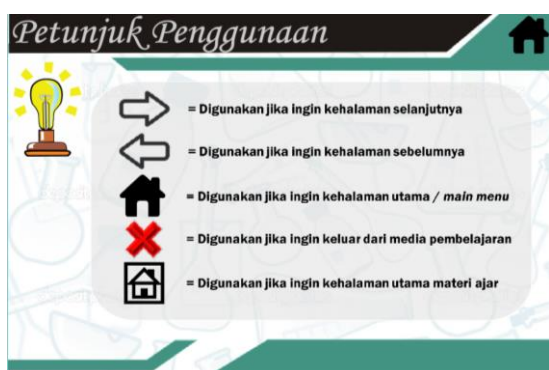 Petunjuk Penggunaan
= Digunakan jika ingin kehalaman selanjutnya
= Digunakan jika ingin kehalaman sebelumnya
= Digunakan jika ingin kehalaman utama / main menu
= Digunakan jika ingin keluar dari media pembelajaran
= Digunakan jika ingin kehalaman utama materi ajar